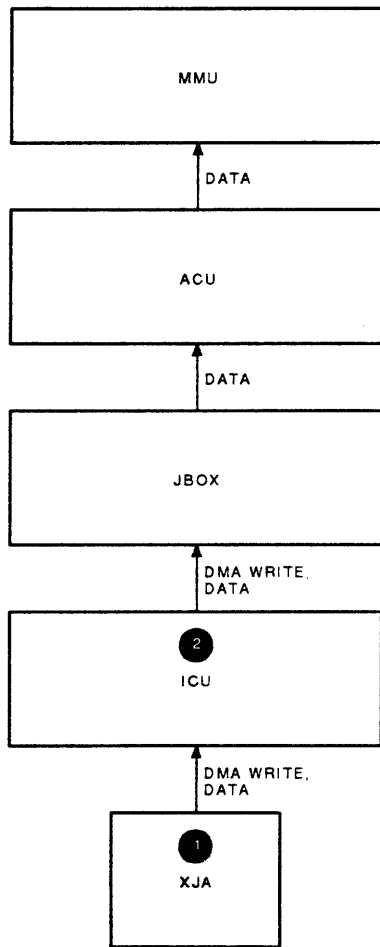 MMU
DATA
ACU
DATA
JBOX
DMA WRITE,
DATA
2
ICU
DMA WRITE,
DATA
1
XJA